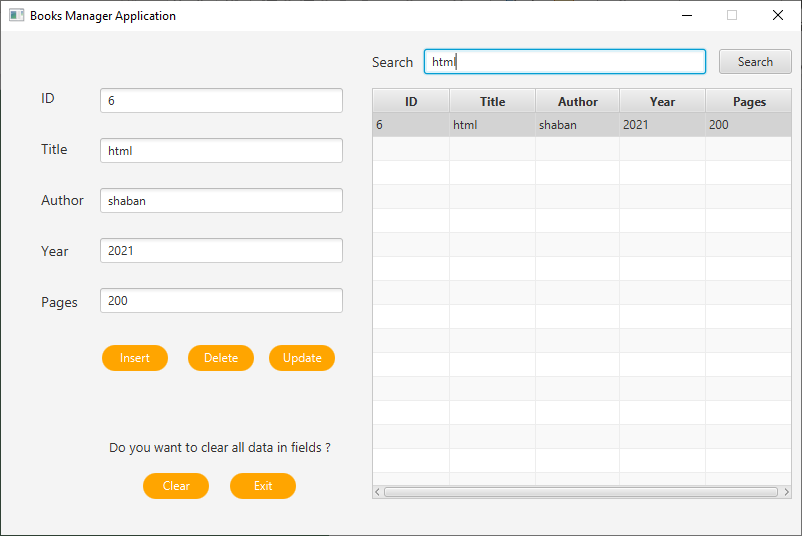 Books Manager Application
Search html Search
ID 6
Title html
Author shaban
Year 2021
Pages 200
Insert Delete Update
Do you want to clear all data in fields ?
Clear Exit
ID Title Author Year Pages
6 html shaban 2021 200